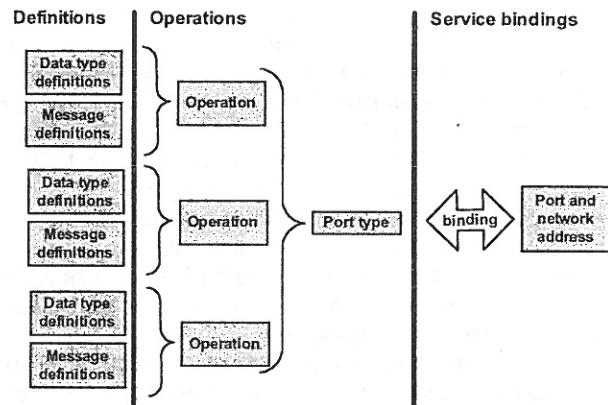 Definitions
Operations
Service bindings
Data type
definitions
Message
definitions
Operation
Data type
definitions
Message
definitions
Operation
Data type
definitions
Message
definitions
Operation
Port type
binding
Port and
network
address